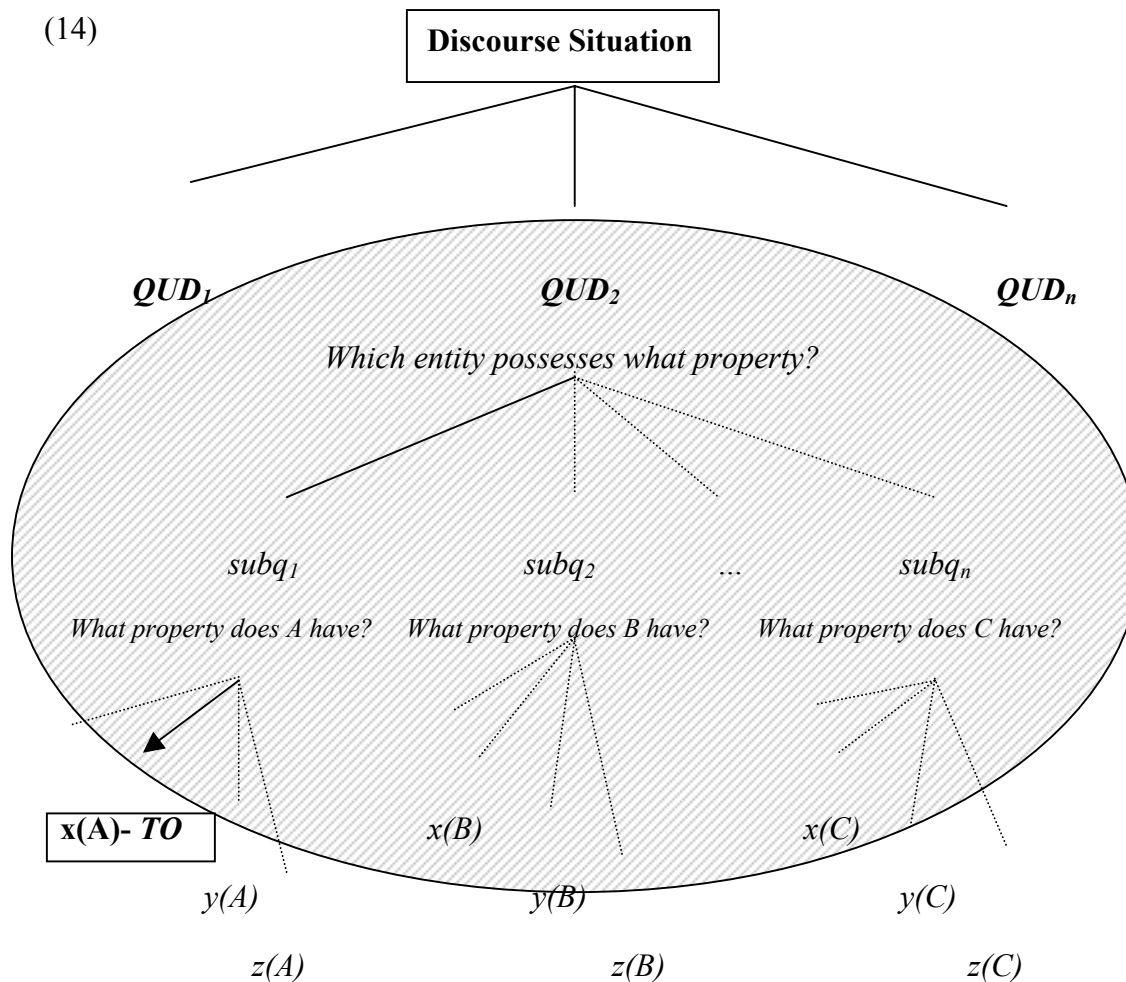 (14)
Discourse Situation
QUD1 QUD2 QUDn
Which entity possesses what property?
subq1 subq2 ... subqn
What property does A have? What property does B have? What property does C have?
x(A)- TO x(B) x(C)
y(A) y(B) y(C)
z(A) z(B) z(C)